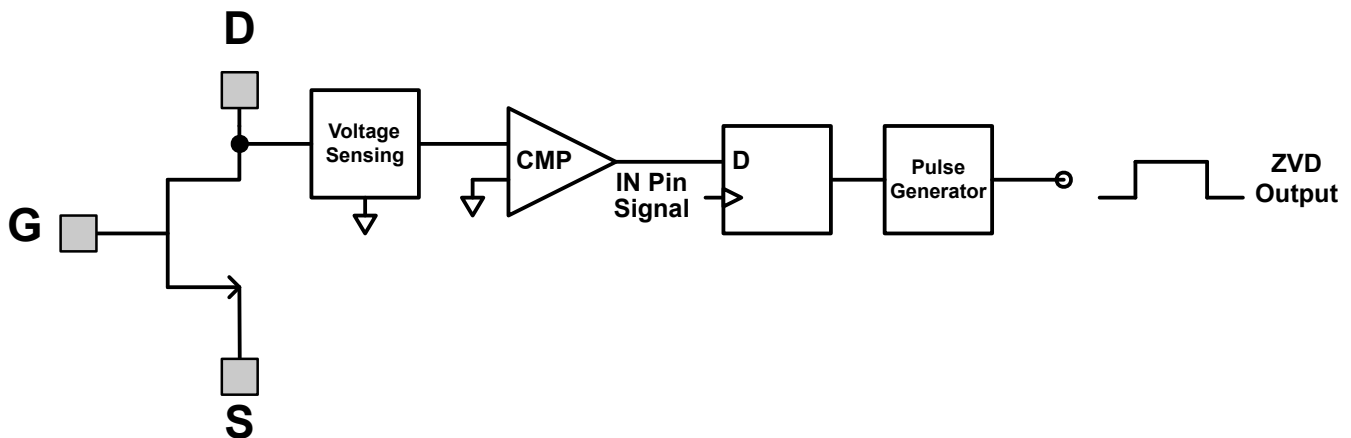 D
G
S
Voltage
Sensing
CMP
IN Pin
Signal
D
Pulse
Generator
ZVD
Output